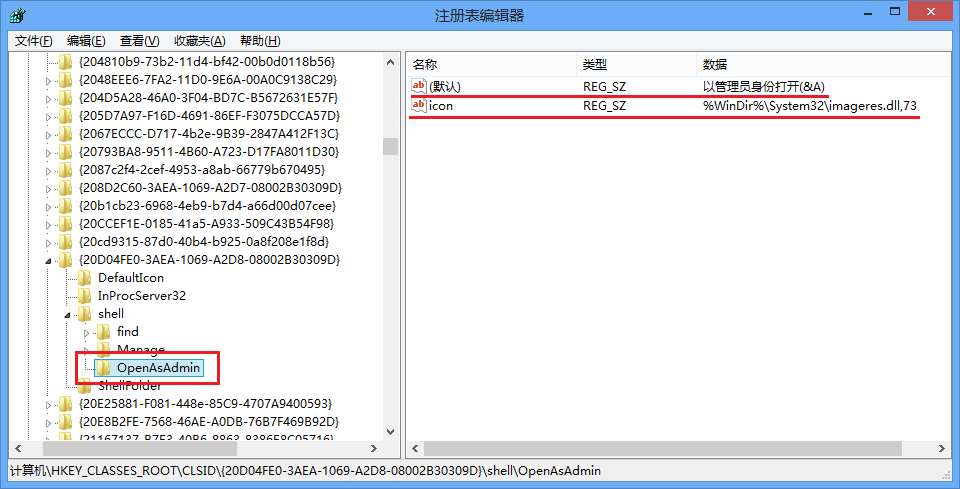 注册表编辑器
文件(F) 编辑(E) 查看(V) 收藏夹(A) 帮助(H)
{204810b9-73b2-11d4-bf42-00b0d0118b56}
{2048EEE6-7FA2-11D0-9E6A-00A0C9138C29}
{204D5A28-46A0-3F04-BD7C-B5672631E57F}
{205D7A97-F16D-4691-86EF-F3075DCCA57D}
{2067ECCC-D717-4b2e-9B39-2847A412F13C}
{20793BA8-9511-4B60-A723-D17FA8011D30}
{2087c2f4-2cef-4953-a8ab-66779b670495}
{208D2C60-3AEA-1069-A2D7-08002B30309D}
{20b1cb23-6968-4eb9-b7d4-a66d00d07cee}
{20CCEF1E-0185-41a5-A933-509C43B54F98}
{20cd9315-87d0-40b4-b925-0a8f208e1f8d}
{20D04FE0-3AEA-1069-A2D8-08002B30309D}
DefaultIcon
InProcServer32
shell
find
Manage
OpenAsAdmin
ShellFolder
{20E25881-F081-448e-85C9-4707A9400593}
{20E8B2FE-7568-46AE-A0DB-76B7F469B92D}
{21167137-B7E3-40B6-8863-8386E8C05716}
名称 类型 数据
(默认) REG_SZ 以管理员身份打开(&A)
icon REG_SZ %WinDir%\System32\imageres.dll,73
计算机\HKEY_CLASSES_ROOT\CLSID\{20D04FE0-3AEA-1069-A2D8-08002B30309D}\shell\OpenAsAdmin